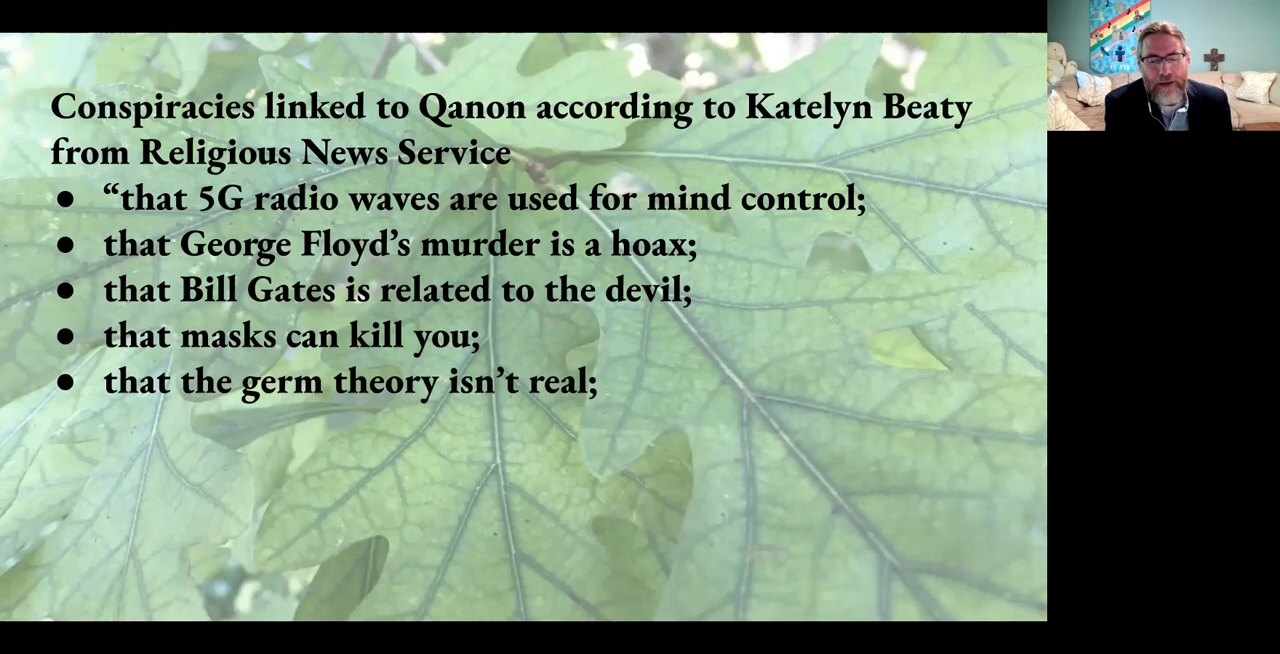 Conspiracies linked to Qanon according to Katelyn Beaty
from Religious News Service
● “that 5G radio waves are used for mind control;
● that George Floyd’s murder is a hoax;
● that Bill Gates is related to the devil;
● that masks can kill you;
● that the germ theory isn’t real;